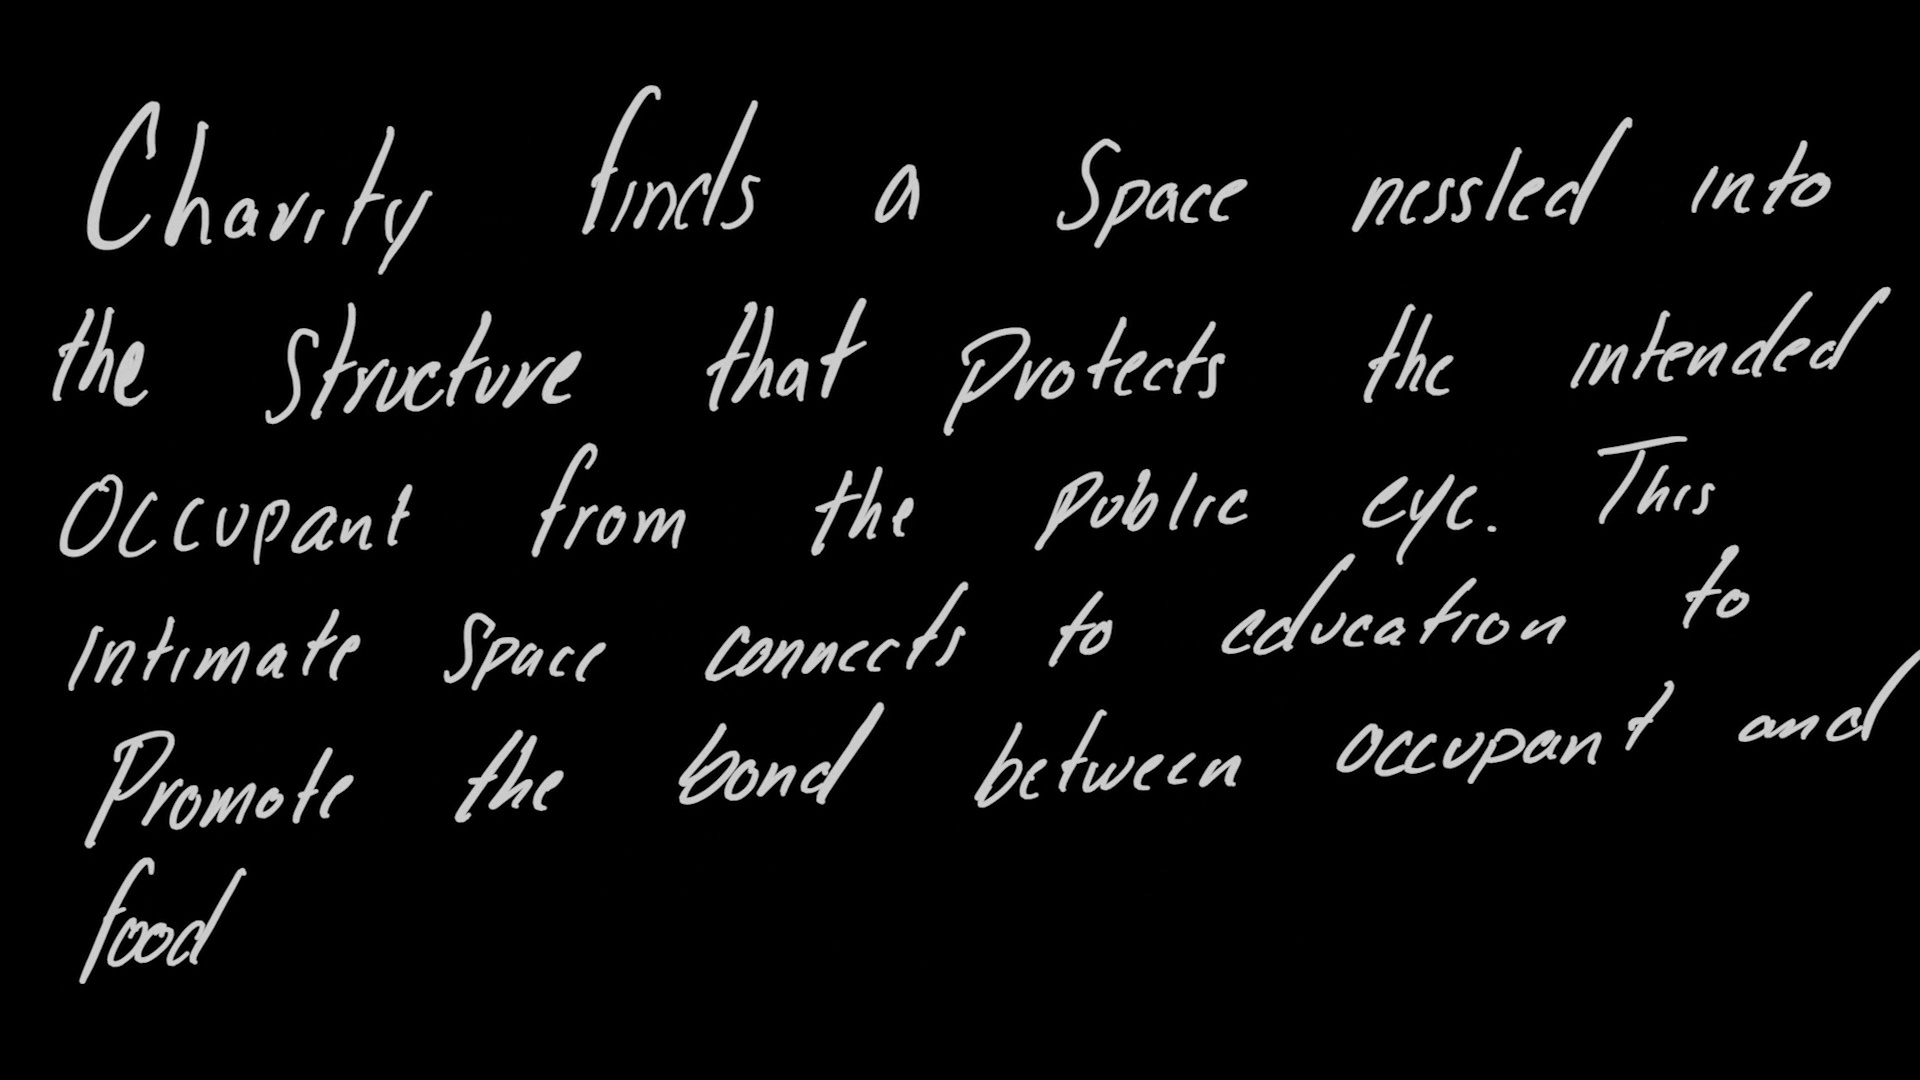 Charity finds a Space nessled into
the Structure that protects the intended
Occupant from the public eye. This
intimate Space connects to education to
Promote the bond between occupant and
food